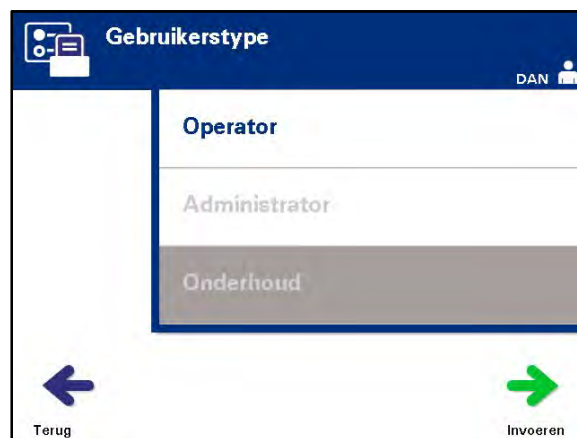 Gebruikerstype
DAN
Operator
Administrator
Onderhoud
Terug
Invoeren